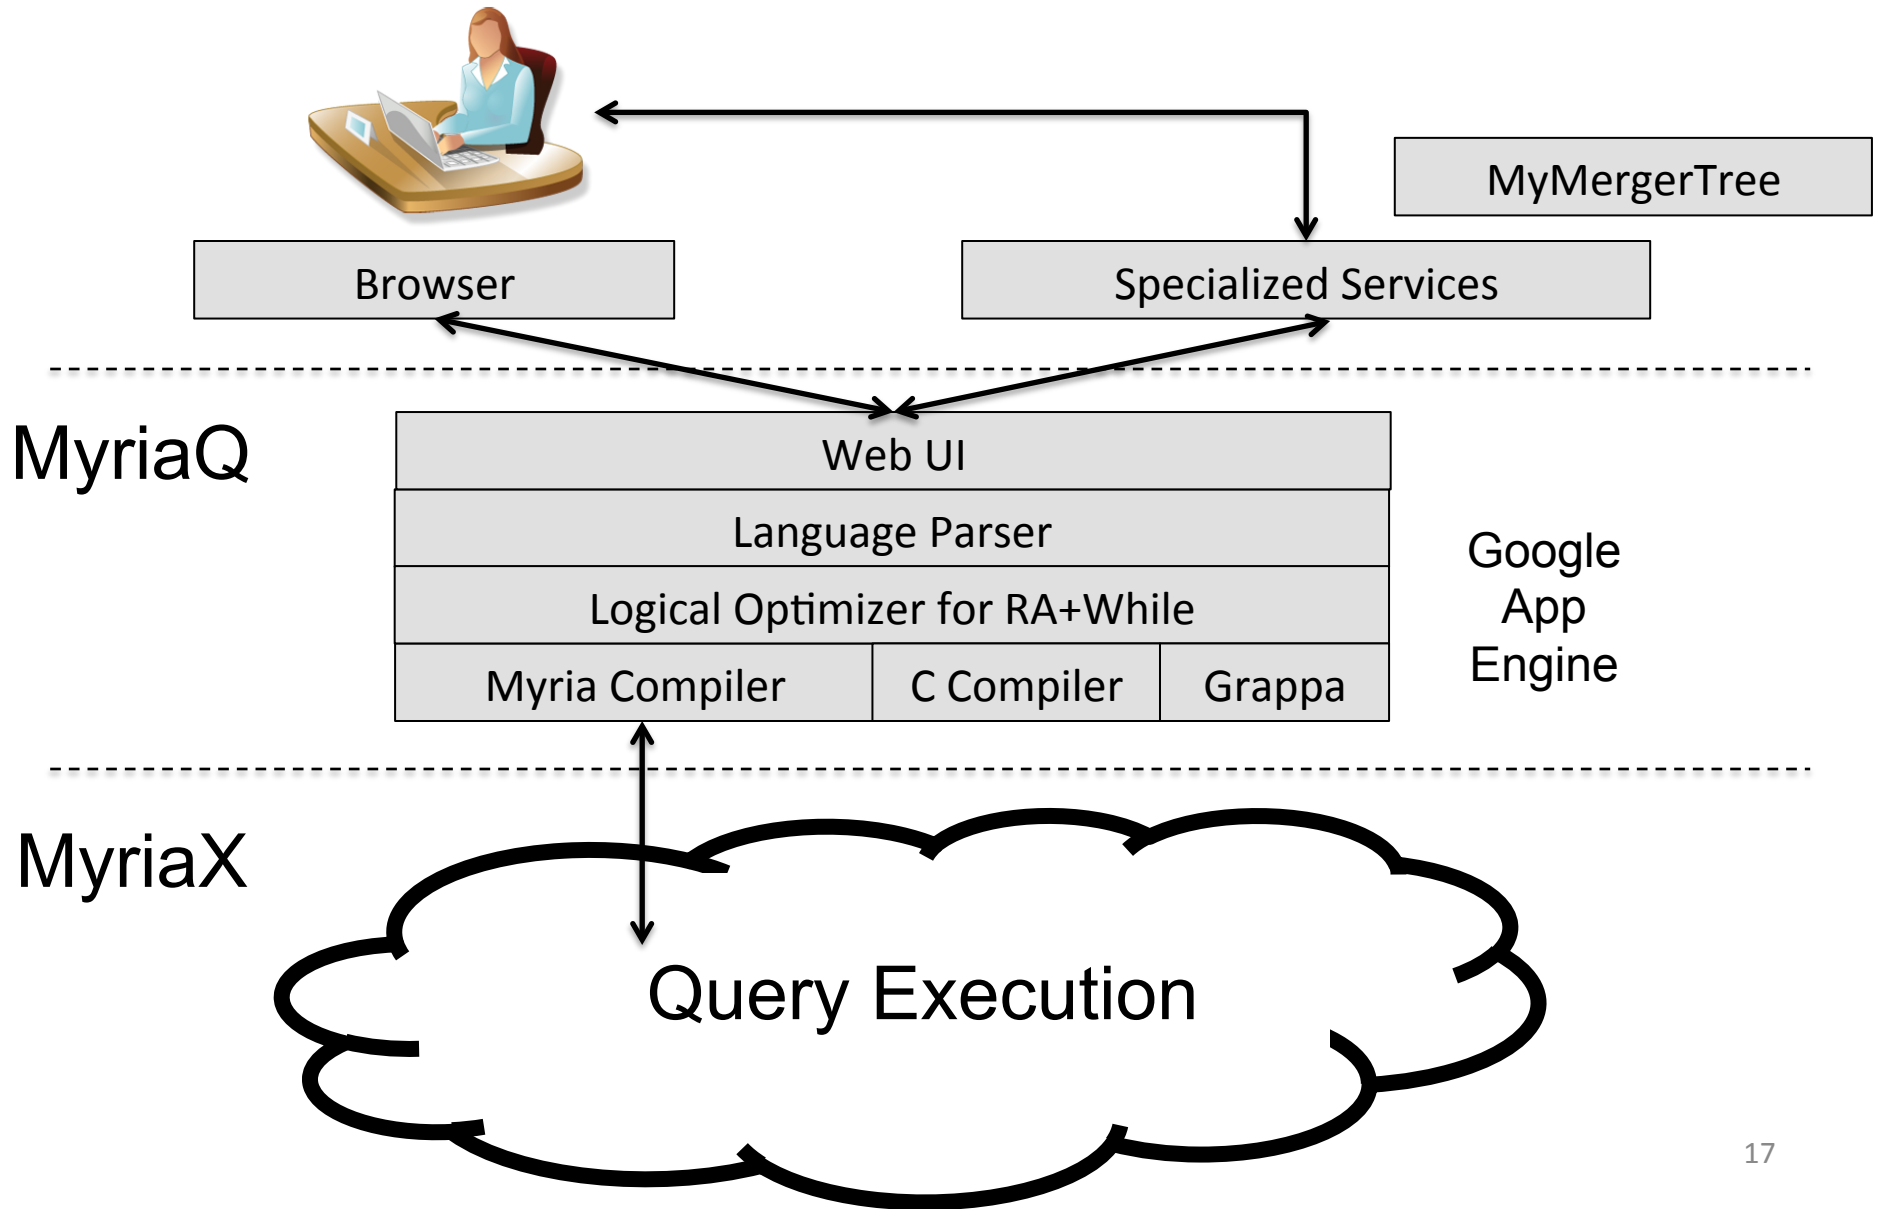 MyMergerTree
Browser
Specialized Services
MyriaQ
Web UI
Language Parser
Logical Optimizer for RA+While
Myria Compiler
C Compiler
Grappa
Google
App
Engine
MyriaX
Query Execution
17